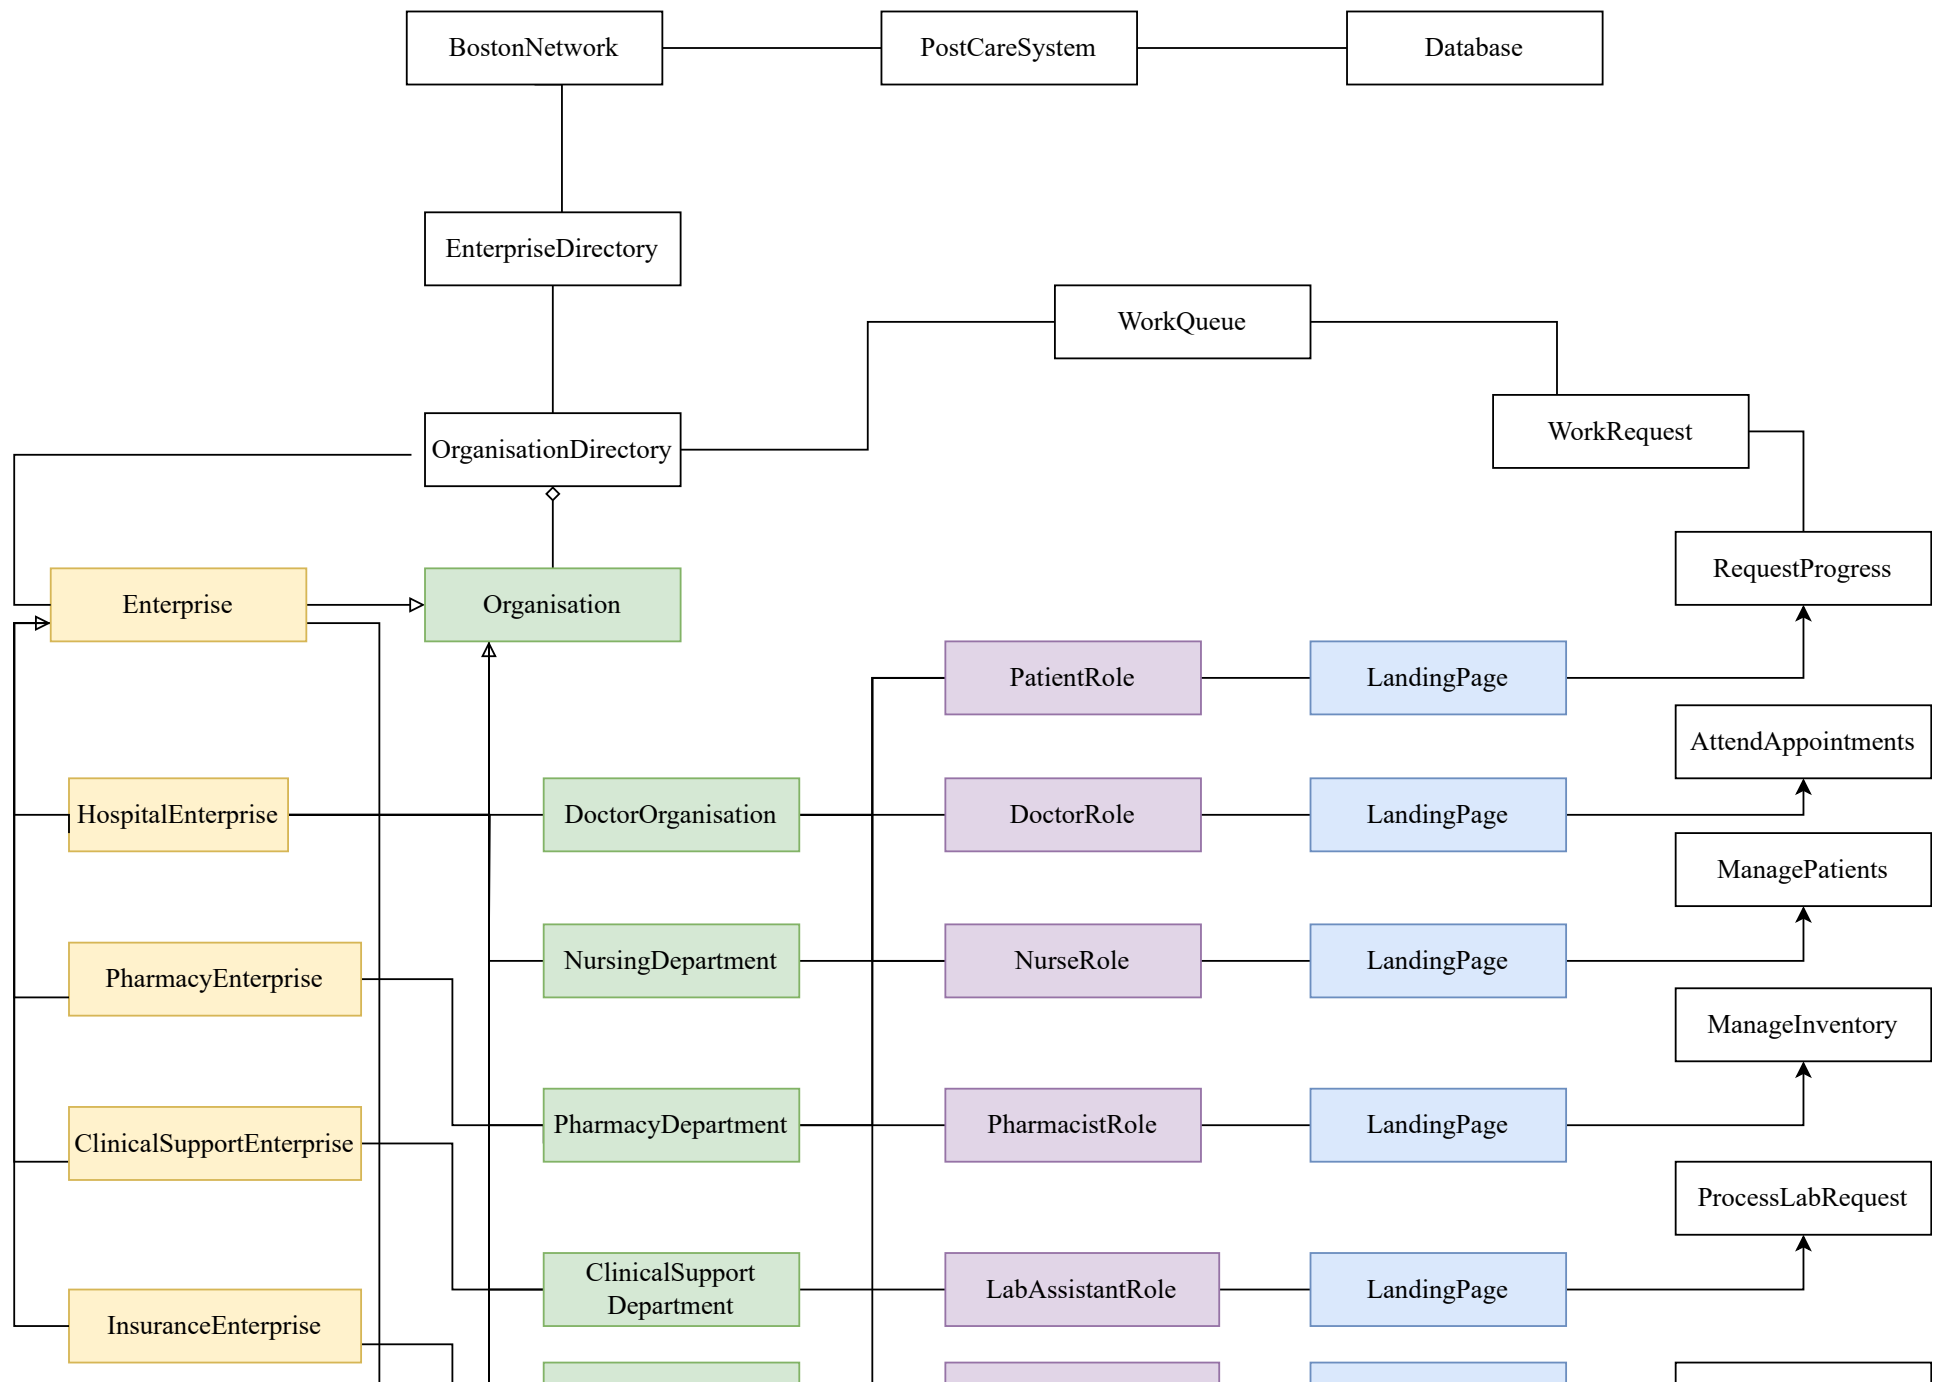 BostonNetwork
PostCareSystem
Database
EnterpriseDirectory
WorkQueue
WorkRequest
OrganisationDirectory
RequestProgress
Enterprise
Organisation
PatientRole
LandingPage
AttendAppointments
HospitalEnterprise
DoctorOrganisation
DoctorRole
LandingPage
ManagePatients
PharmacyEnterprise
NursingDepartment
NurseRole
LandingPage
ManageInventory
ClinicalSupportEnterprise
PharmacyDepartment
PharmacistRole
LandingPage
ProcessLabRequest
InsuranceEnterprise
ClinicalSupport
Department
LabAssistantRole
LandingPage